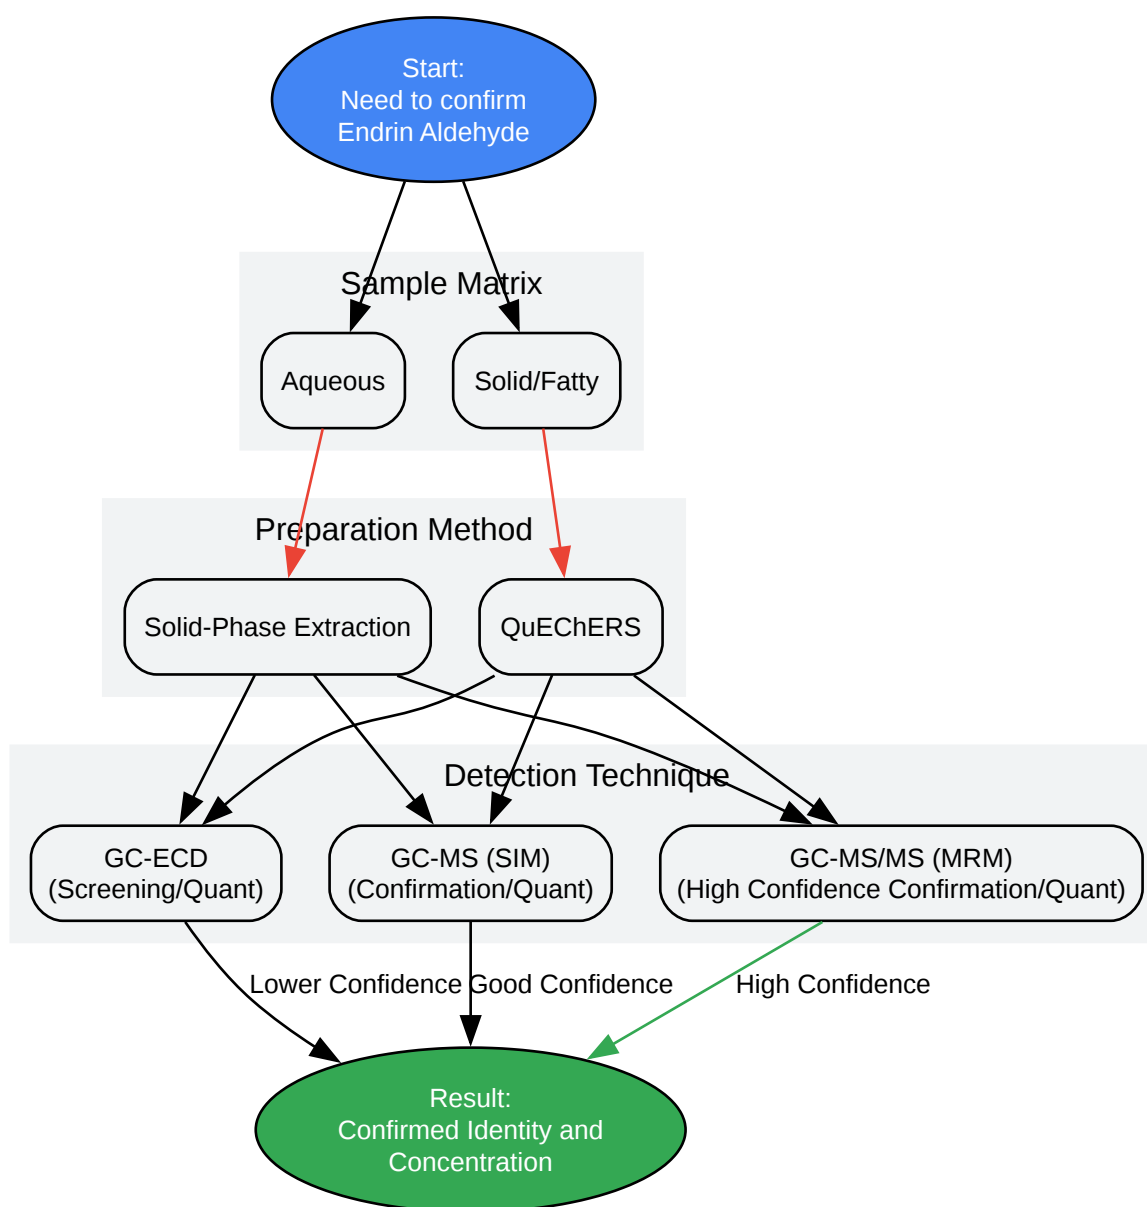 Start:
Need to confirm
Endrin Aldehyde
Sample Matrix
Aqueous
Solid/Fatty
Preparation Method
Solid-Phase Extraction
QuEChERS
Detection Technique
GC-ECD
(Screening/Quant)
GC-MS (SIM)
(Confirmation/Quant)
GC-MS/MS (MRM)
(High Confidence Confirmation/Quant)
Lower Confidence
Good Confidence
High Confidence
Result:
Confirmed Identity and
Concentration